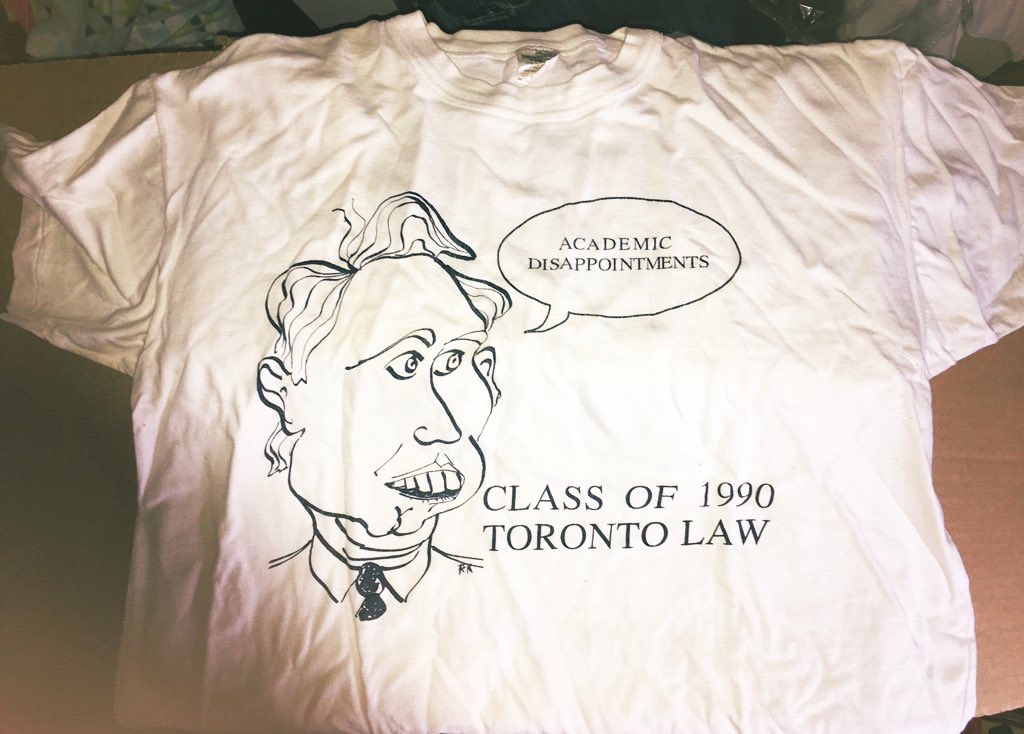 ACADEMIC
DISAPPOINTMENTS
CLASS OF 1990
TORONTO LAW